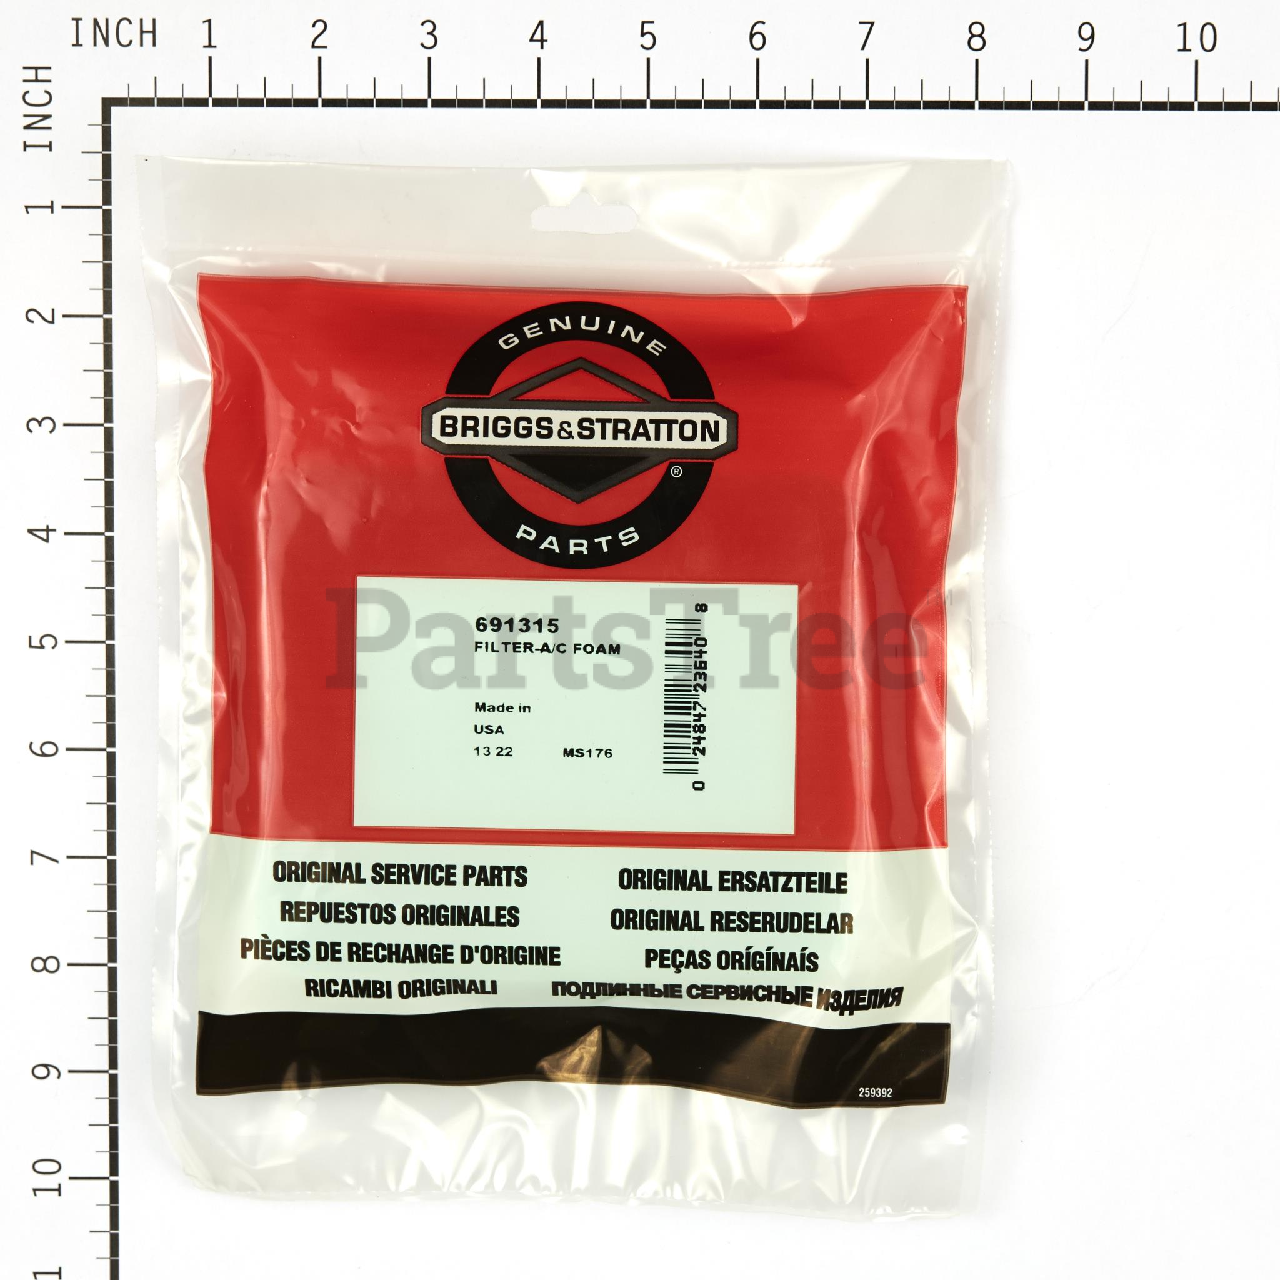 INCH 1 2 3 4 5 6 7 8 9 10
INCH
1
2
3
4
5
6
7
8
9
10
GENUINE
BRIGGS & STRATTON
®
PARTS
PartsTree
691315
FILTER-A/C FOAM
Made in
USA
13 22 MS176
0 24847 23640 8
ORIGINAL SERVICE PARTS ORIGINAL ERSATZTEILE
REPUESTOS ORIGINALES ORIGINAL RESERUDELAR
PIÈCES DE RECHANGE D'ORIGINE PEÇAS ORÍGÍNAÍS
RICAMBI ORIGINALI ПОДЛИННЫЕ СЕРВИСНЫЕ ИЗДЕЛИЯ
259392